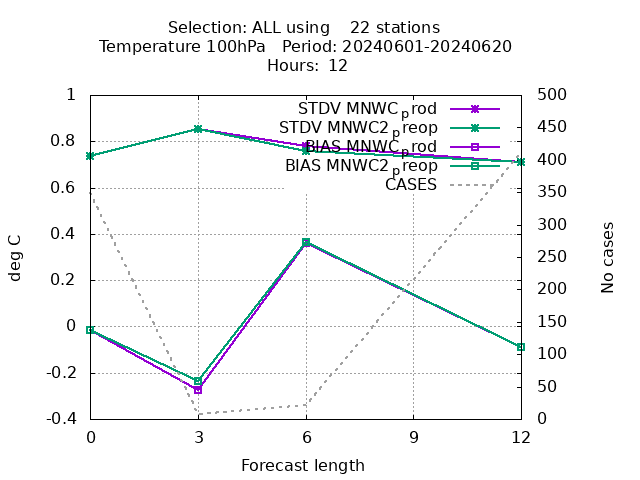 Selection: ALL using    22 stations
Temperature 100hPa   Period: 20240601-20240620
Hours: 12
1
0.8
0.6
0.4
0.2
0
-0.2
-0.4
deg C
500
450
400
350
300
250
200
150
100
50
0
No cases
STDV MNWC_prod
STDV MNWC2_preop
BIAS MNWC_prod
BIAS MNWC2_preop
CASES
0 3 6 9 12
Forecast length